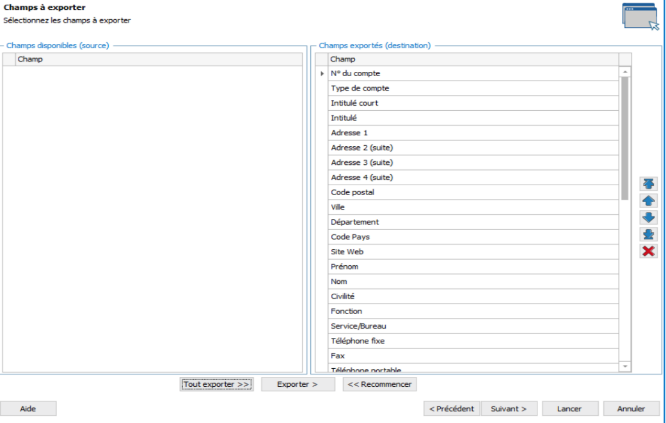 Champs à exporter
Sélectionnez les champs à exporter
Champs disponibles (source)
Champ
Champs exportés (destination)
Champ
N° du compte
Type de compte
Intitulé court
Intitulé
Adresse 1
Adresse 2 (suite)
Adresse 3 (suite)
Adresse 4 (suite)
Code postal
Ville
Département
Code Pays
Site Web
Prénom
Nom
Civilité
Fonction
Service/Bureau
Téléphone fixe
Fax
Téléphone portable
Tout exporter >> Exporter > << Recommencer
Aide < Précédent Suivant > Lancer Annuler